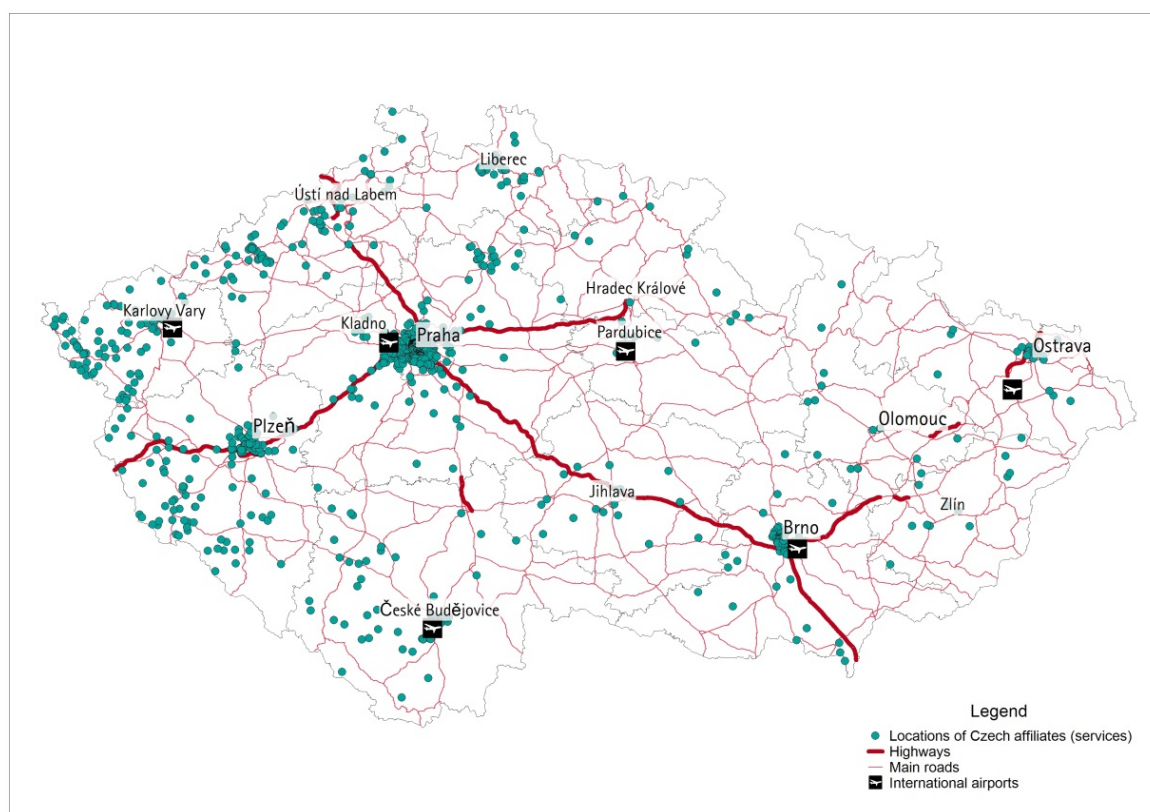 Liberec
Ústí nad Labem
Hradec Králové
Karlovy Vary
Kladno
Praha
Pardubice
Ostrava
Plzeň
Olomouc
Jihlava
Zlín
Brno
České Budějovice
Legend
Locations of Czech affiliates (services)
Highways
Main roads
International airports